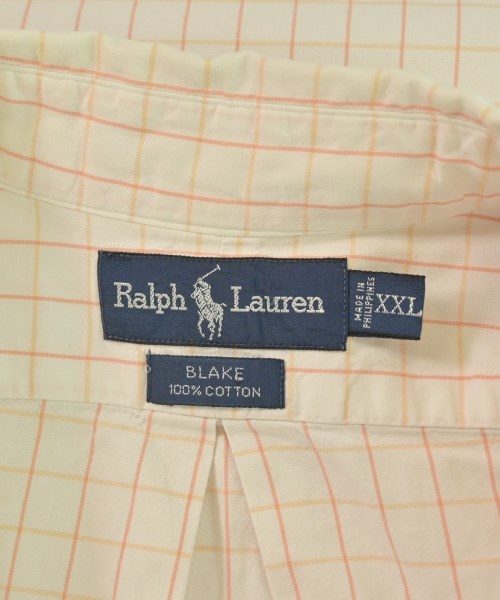 Ralph Lauren
MADE IN
PHILIPPINES
XXL
BLAKE
100% COTTON